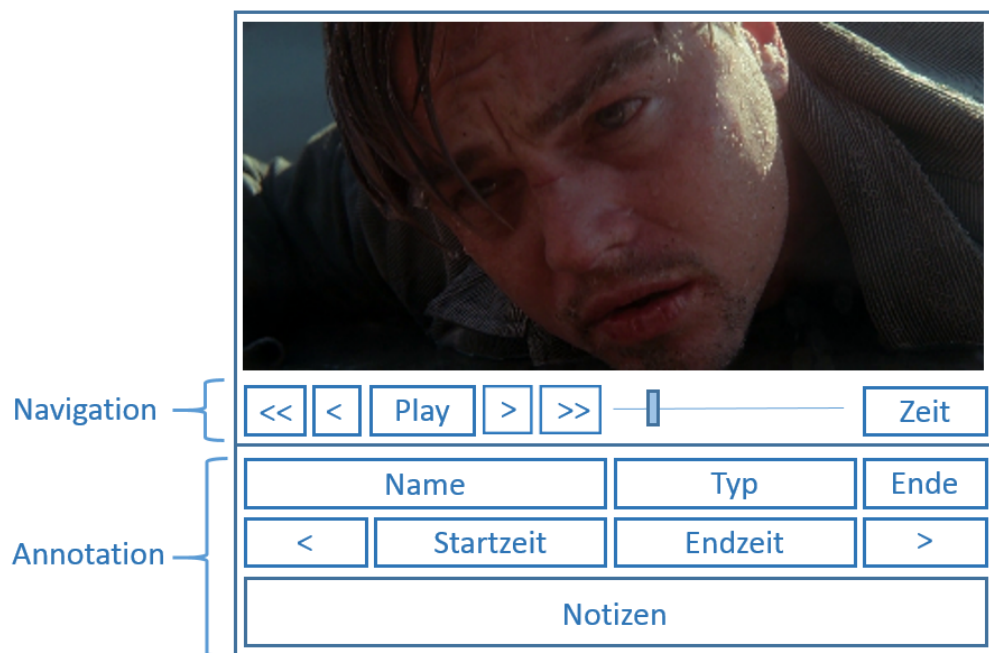 Navigation << < Play > >> Zeit
Name Typ Ende
Annotation < Startzeit Endzeit >
Notizen